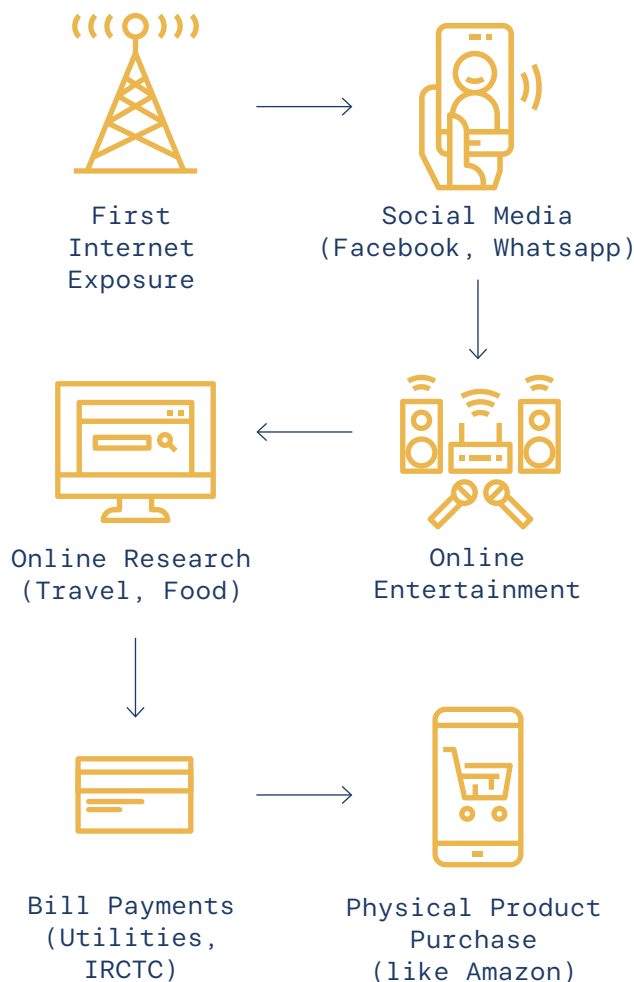 First
Internet
Exposure
Social Media
(Facebook, Whatsapp)
Online
Entertainment
Online Research
(Travel, Food)
Bill Payments
(Utilities,
IRCTC)
Physical Product
Purchase
(like Amazon)